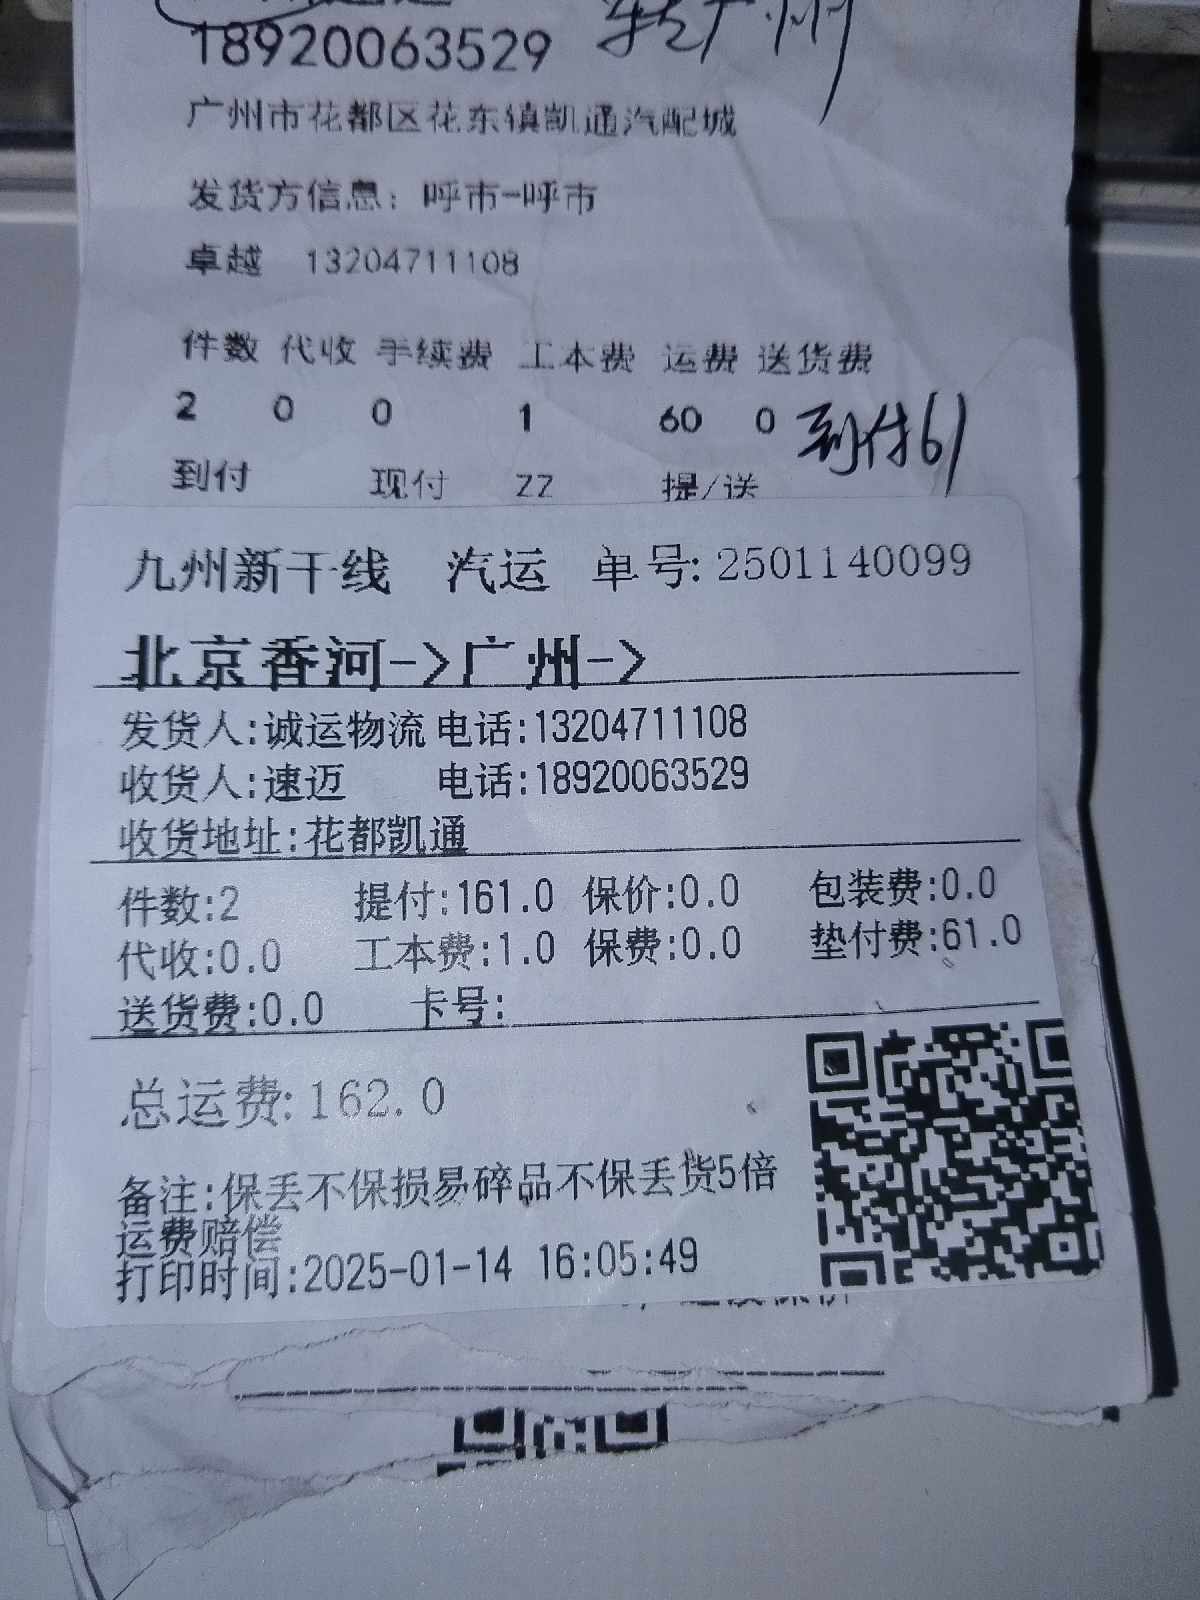 18920063529 转广州
广州市花都区花东镇凯通汽配城
发货方信息：呼市-呼市
卓越 13204711108
件数 代收 手续费 工本费 运费 送货费
2 0 0 1 60 0 到付61
到付 现付 ZZ 提/送
九州新干线 汽运 单号:2501140099
北京香河->广州->
发货人:诚运物流 电话:13204711108
收货人:速迈 电话:18920063529
收货地址:花都凯通
件数:2 提付:161.0 保价:0.0 包装费:0.0
代收:0.0 工本费:1.0 保费:0.0 垫付费:61.0
送货费:0.0 卡号:
总运费:162.0
备注:保丢不保损易碎品不保丢货5倍
运费赔偿
打印时间:2025-01-14 16:05:49